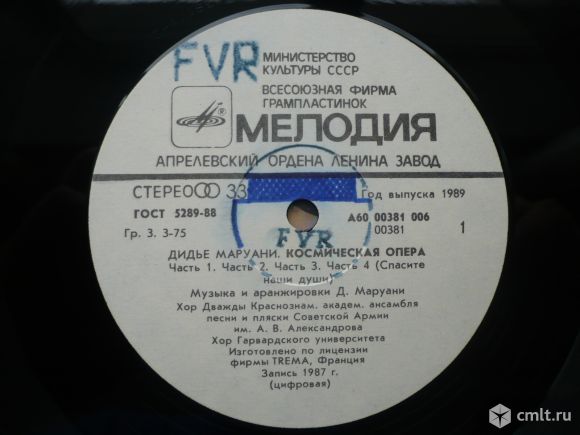 FVR
МИНИСТЕРСТВО
КУЛЬТУРЫ СССР
ВСЕСОЮЗНАЯ ФИРМА
ГРАМПЛАСТИНОК
МЕЛОДИЯ
АПРЕЛЕВСКИЙ ОРДЕНА ЛЕНИНА ЗАВОД
СТЕРЕО 33
Год выпуска 1989
ГОСТ 5289-88
А60 00381 006
Гр. 3. 3-75
00381
1
FVR
ДИДЬЕ МАРУАНИ. КОСМИЧЕСКАЯ ОПЕРА
Часть 1. Часть 2. Часть 3. Часть 4 (Спасите
наши души)
Музыка и аранжировки Д. Маруани
Хор Дважды Краснознам. академ. ансамбля
песни и пляски Советской Армии
им. А. В. Александрова
Хор Гарвардского университета
Изготовлено по лицензии
фирмы TREMA, Франция
Запись 1987 г.
(цифровая)
cmlt.ru